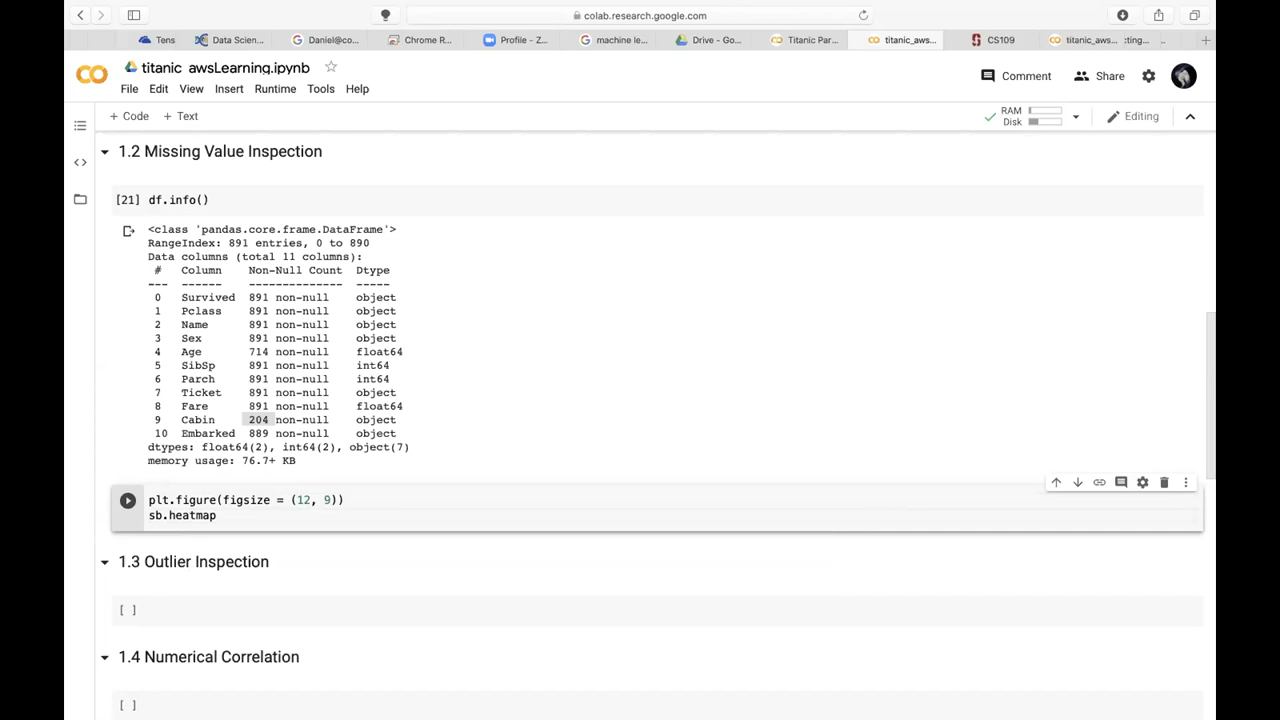 colab.research.google.com
Tens
Data Scien...
Daniel@co...
Chrome R...
Profile - Z...
machine le...
Drive - Go...
Titanic Par...
titanic_aws...
CS109
titanic_aws...
:ting...
titanic_awsLearning.ipynb
Comment
Share
File Edit View Insert Runtime Tools Help
+ Code + Text
RAM
Disk
Editing
1.2 Missing Value Inspection
[21] df.info()
<class 'pandas.core.frame.DataFrame'>
RangeIndex: 891 entries, 0 to 890
Data columns (total 11 columns):
# Column Non-Null Count Dtype
--- ------ -------------- -----
0 Survived 891 non-null object
1 Pclass 891 non-null object
2 Name 891 non-null object
3 Sex 891 non-null object
4 Age 714 non-null float64
5 SibSp 891 non-null int64
6 Parch 891 non-null int64
7 Ticket 891 non-null object
8 Fare 891 non-null float64
9 Cabin 204 non-null object
10 Embarked 889 non-null object
dtypes: float64(2), int64(2), object(7)
memory usage: 76.7+ KB
plt.figure(figsize = (12, 9))
sb.heatmap
1.3 Outlier Inspection
[ ]
1.4 Numerical Correlation
[ ]